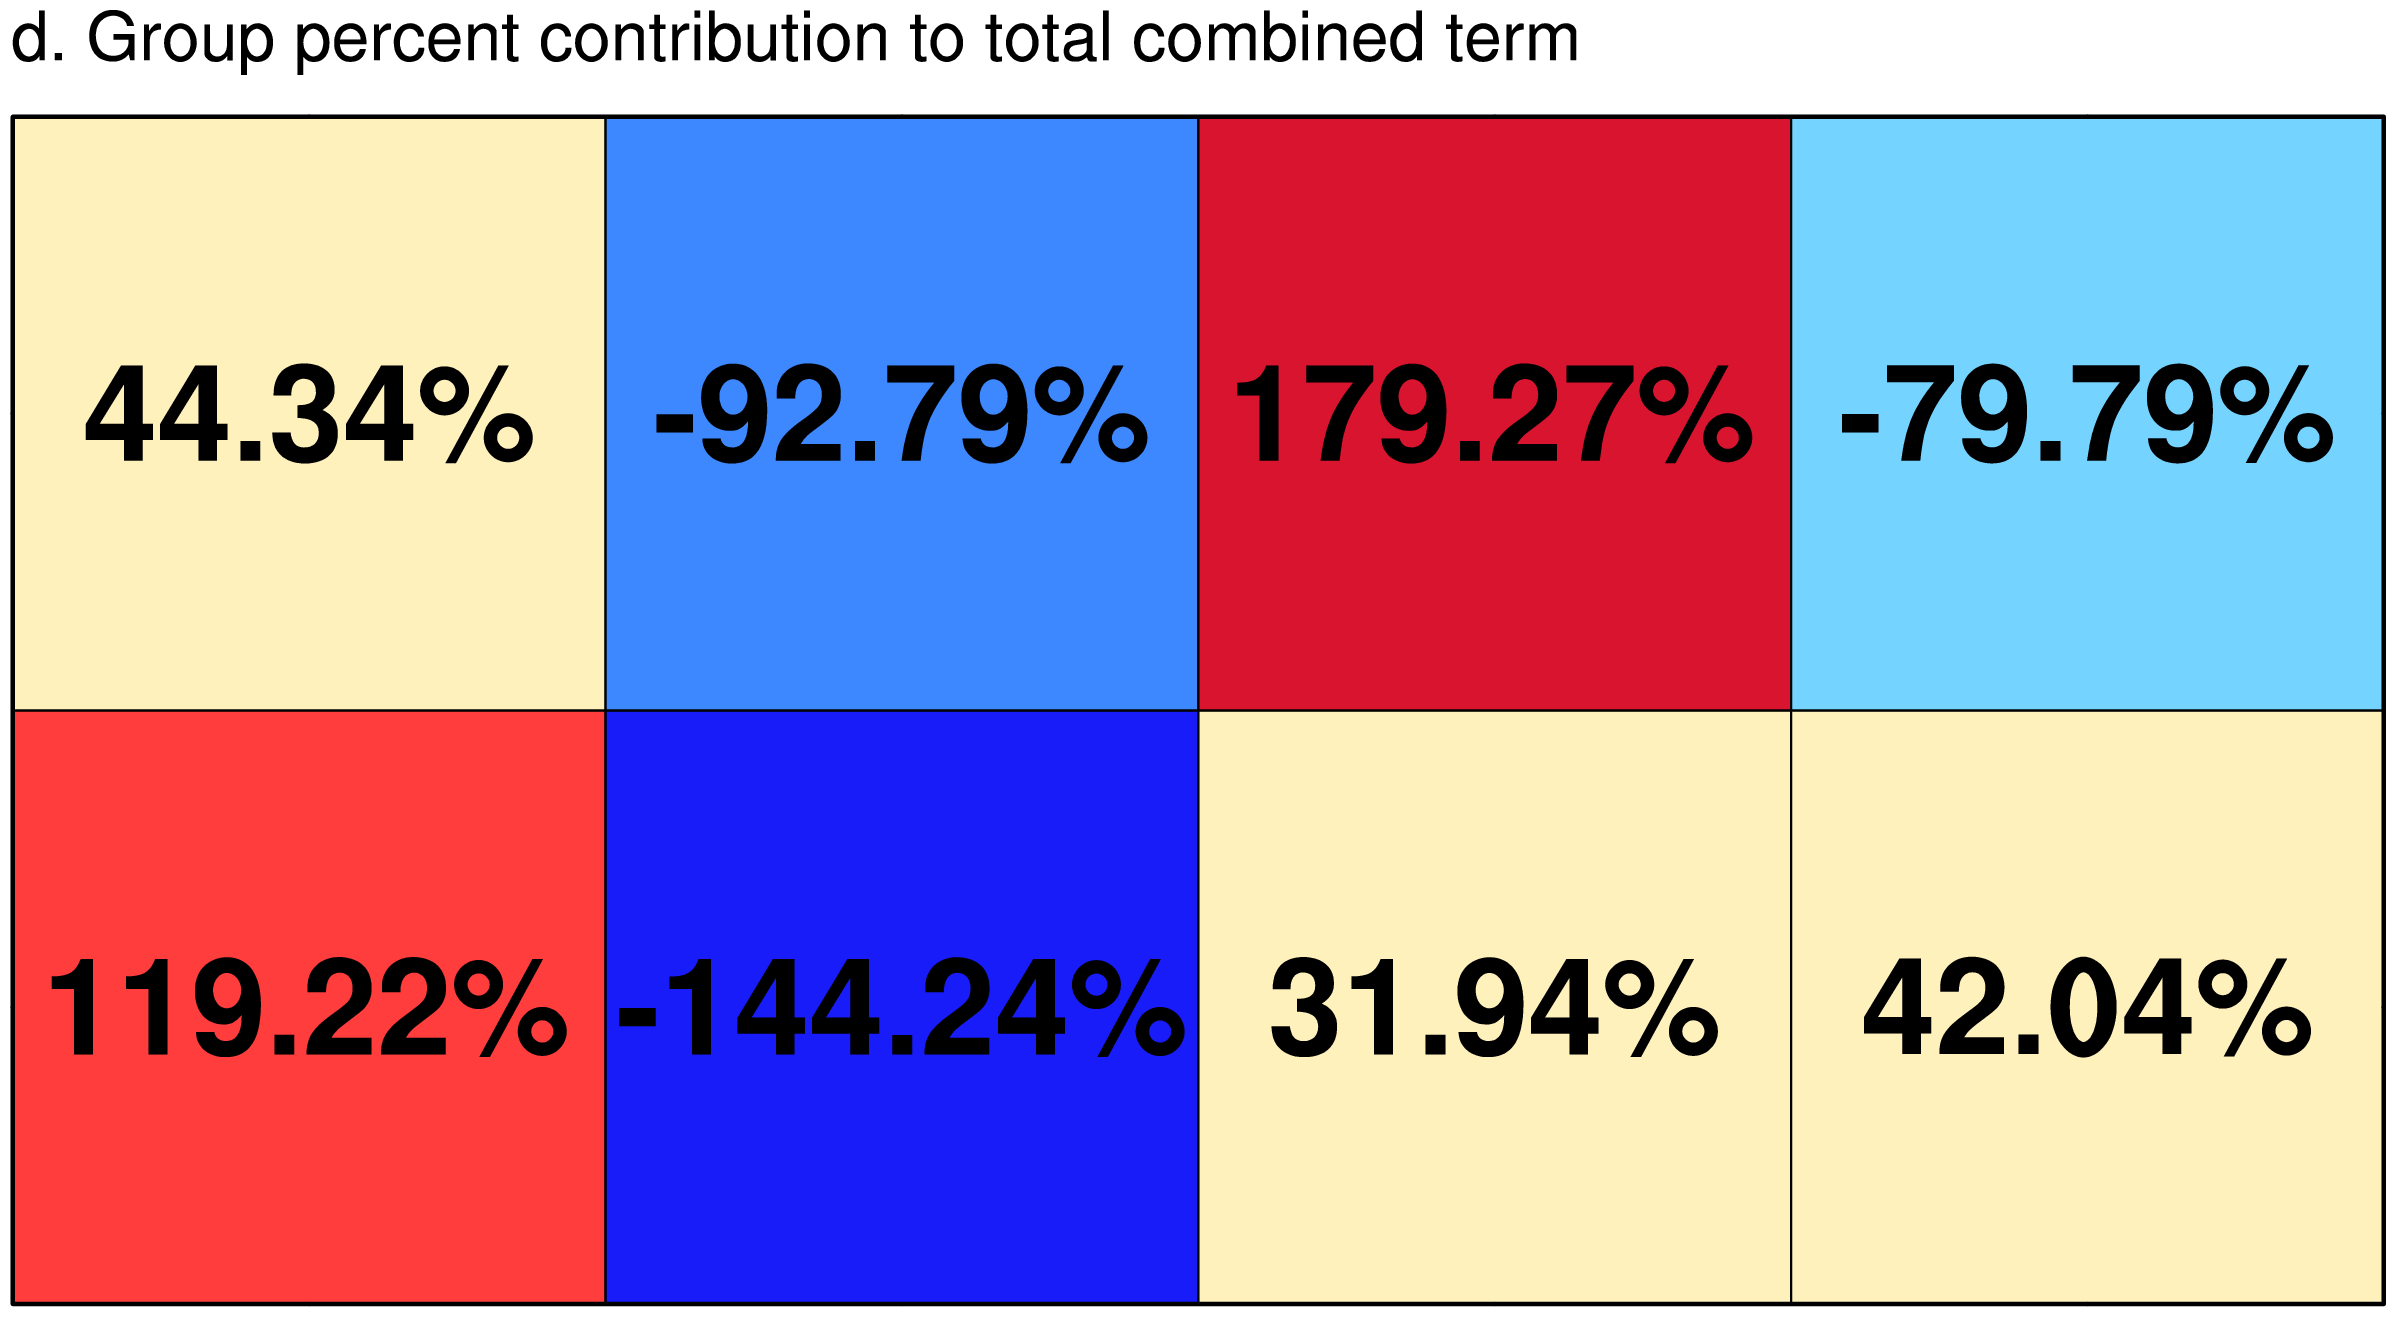 d. Group percent contribution to total combined term
44.34% -92.79% 179.27% -79.79%
119.22% -144.24% 31.94% 42.04%